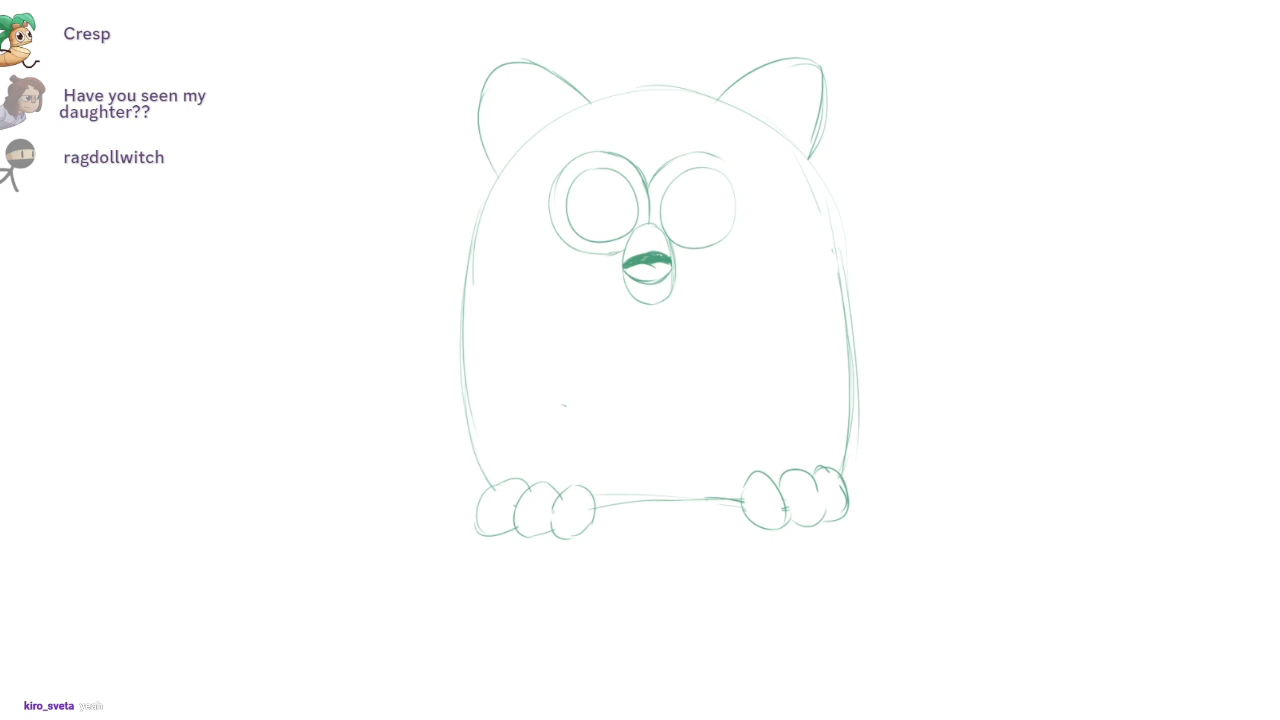 Cresp
Have you seen my
daughter??
ragdollwitch
kiro_sveta yeah